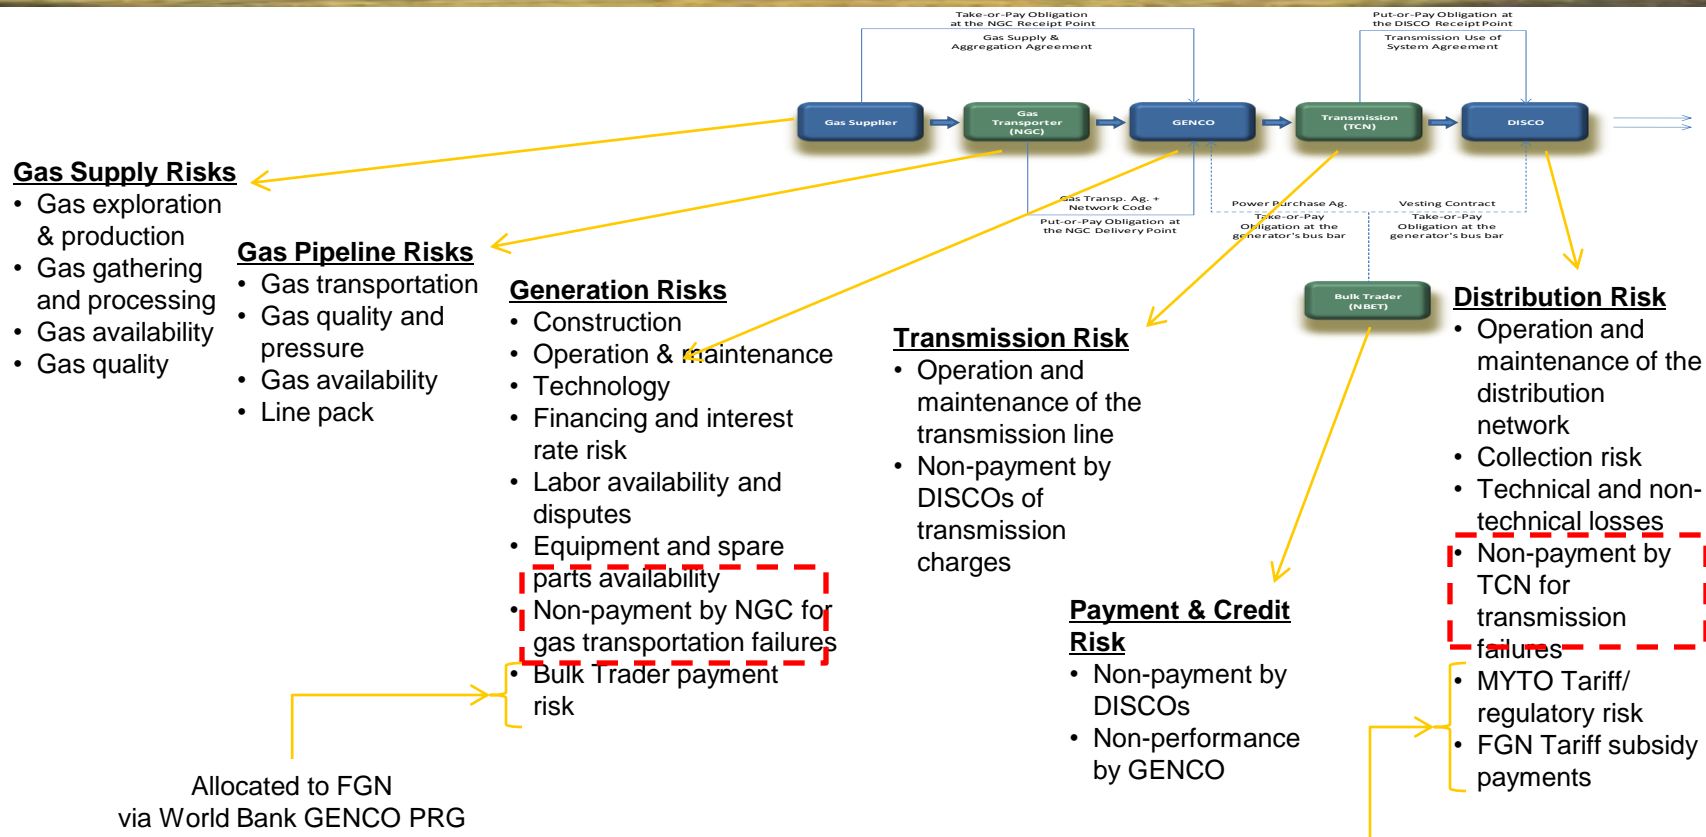 Take-or-Pay Obligation
at the NGC Receipt Point
Gas Supply &
Aggregation Agreement
Put-or-Pay Obligation at
the DISCO Receipt Point
Transmission Use of
System Agreement
Gas Supplier
Gas
Transporter
(NGC)
GENCO
Transmission
(TCN)
DISCO
Gas Transp. Ag. +
Network Code
Put-or-Pay Obligation at
the NGC Delivery Point
Power Purchase Ag.
Take-or-Pay
Obligation at the
generator's bus bar
Vesting Contract
Take-or-Pay
Obligation at the
generator's bus bar
Bulk Trader
(NBET)
Gas Supply Risks
• Gas exploration
& production
• Gas gathering
and processing
• Gas availability
• Gas quality
Gas Pipeline Risks
• Gas transportation
• Gas quality and
pressure
• Gas availability
• Line pack
Generation Risks
• Construction
• Operation & maintenance
• Technology
• Financing and interest
rate risk
• Labor availability and
disputes
• Equipment and spare
parts availability
• Non-payment by NGC for
gas transportation failures
• Bulk Trader payment
risk
Transmission Risk
• Operation and
maintenance of the
transmission line
• Non-payment by
DISCOs of
transmission
charges
Payment & Credit
Risk
• Non-payment by
DISCOs
• Non-performance
by GENCO
Distribution Risk
• Operation and
maintenance of the
distribution
network
• Collection risk
• Technical and non-
technical losses
• Non-payment by
TCN for
transmission
failures
• MYTO Tariff/
regulatory risk
• FGN Tariff subsidy
payments
Allocated to FGN
via World Bank GENCO PRG